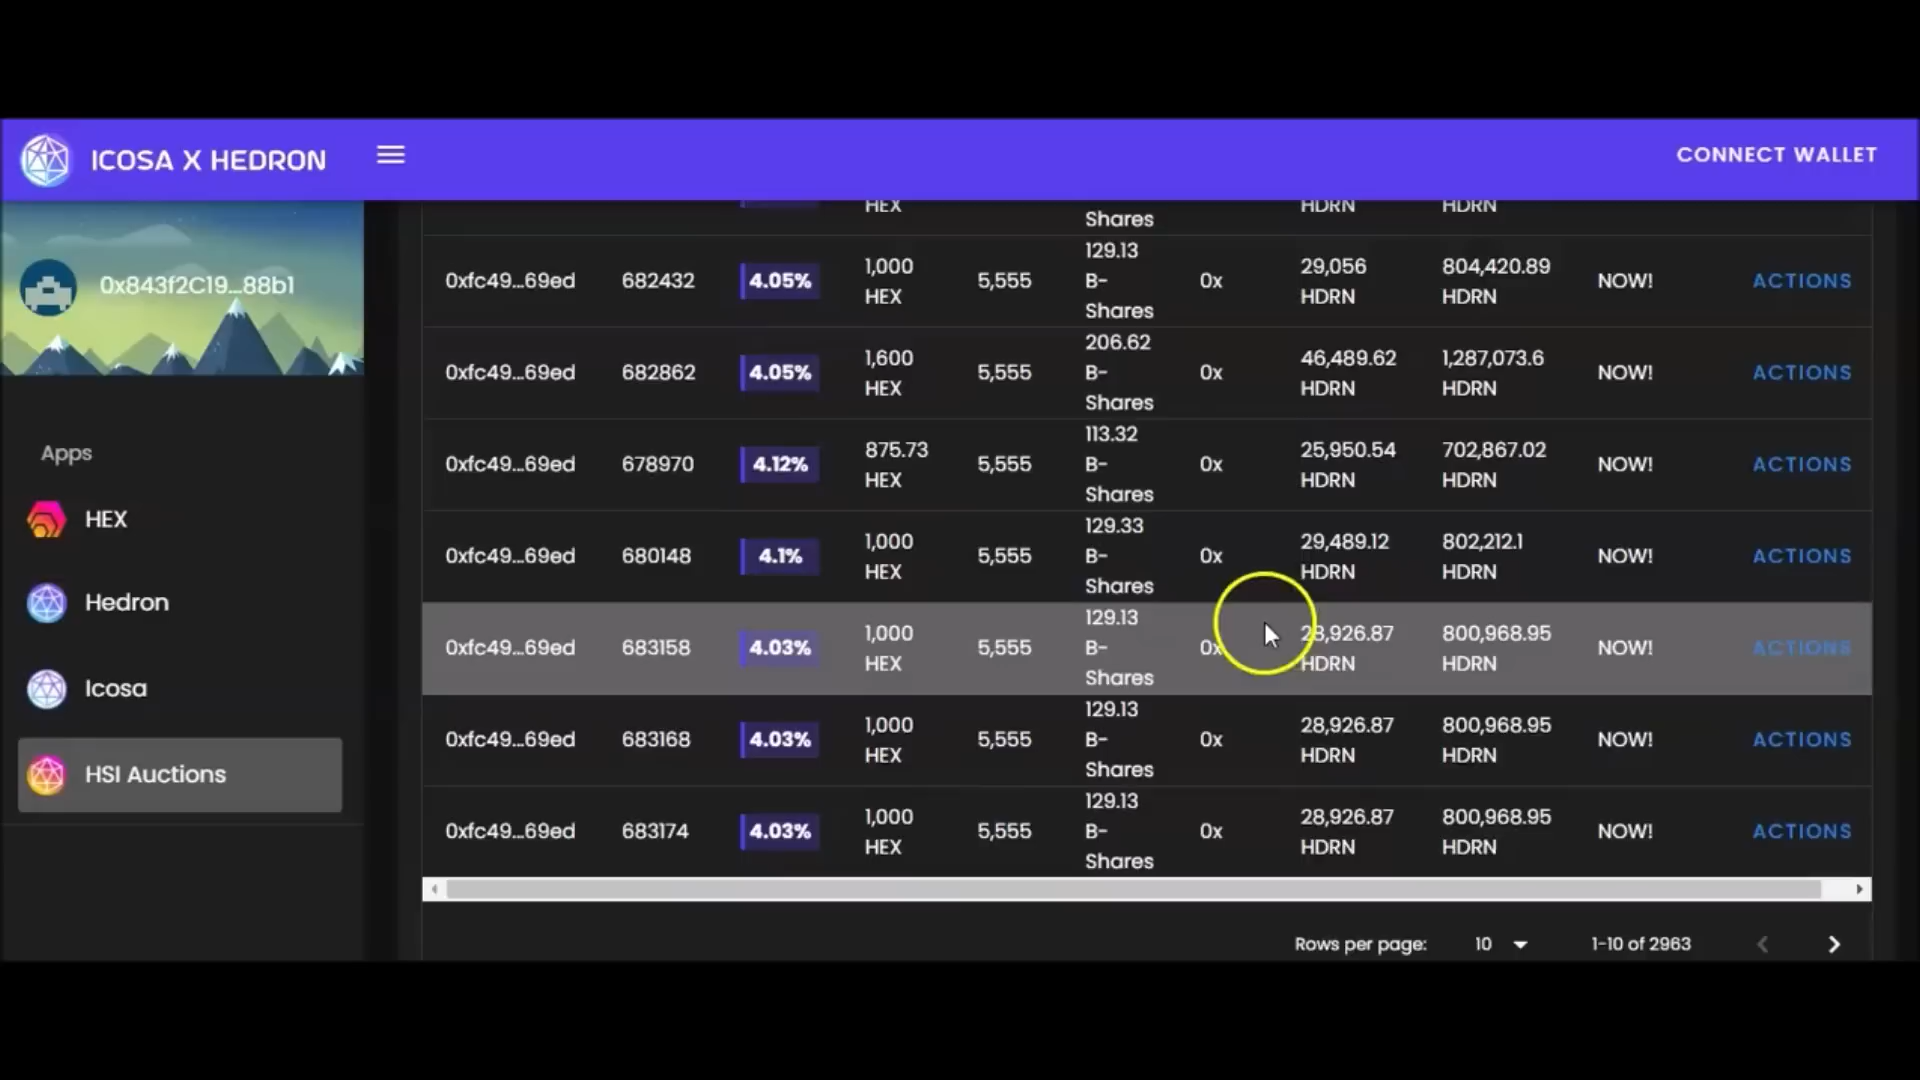 ICOSA X HEDRON
CONNECT WALLET
0x843f2C19...88b1
Apps
HEX
Hedron
Icosa
HSI Auctions
HEX Shares HDRN HDRN
0xfc49...69ed 682432 4.05% 1,000 HEX 5,555 129.13 B-Shares 0x 29,056 HDRN 804,420.89 HDRN NOW! ACTIONS
0xfc49...69ed 682862 4.05% 1,600 HEX 5,555 206.62 B-Shares 0x 46,489.62 HDRN 1,287,073.6 HDRN NOW! ACTIONS
0xfc49...69ed 678970 4.12% 875.73 HEX 5,555 113.32 B-Shares 0x 25,950.54 HDRN 702,867.02 HDRN NOW! ACTIONS
0xfc49...69ed 680148 4.1% 1,000 HEX 5,555 129.33 B-Shares 0x 29,489.12 HDRN 802,212.1 HDRN NOW! ACTIONS
0xfc49...69ed 683158 4.03% 1,000 HEX 5,555 129.13 B-Shares 0x 28,926.87 HDRN 800,968.95 HDRN NOW! ACTIONS
0xfc49...69ed 683168 4.03% 1,000 HEX 5,555 129.13 B-Shares 0x 28,926.87 HDRN 800,968.95 HDRN NOW! ACTIONS
0xfc49...69ed 683174 4.03% 1,000 HEX 5,555 129.13 B-Shares 0x 28,926.87 HDRN 800,968.95 HDRN NOW! ACTIONS
Rows per page: 10 1-10 of 2963